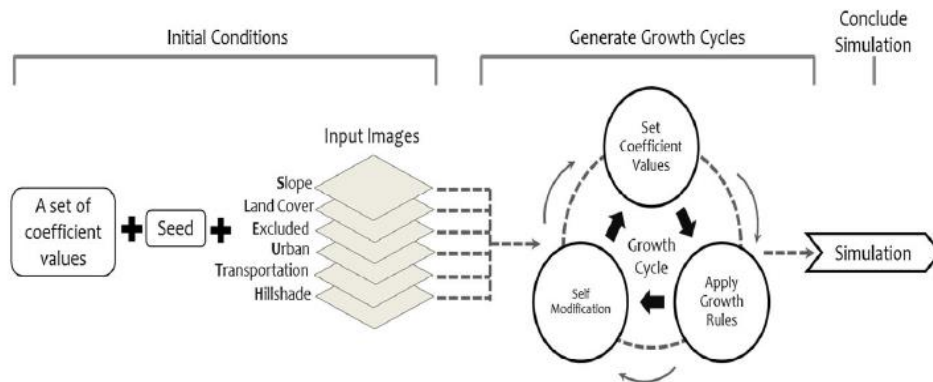 Initial Conditions
Generate Growth Cycles
Conclude
Simulation
Input Images
A set of
coefficient
values
Seed
Slope
Land Cover
Excluded
Urban
Transportation
Hillshade
Set
Coefficient
Values
Growth
Cycle
Self
Modification
Apply
Growth
Rules
Simulation